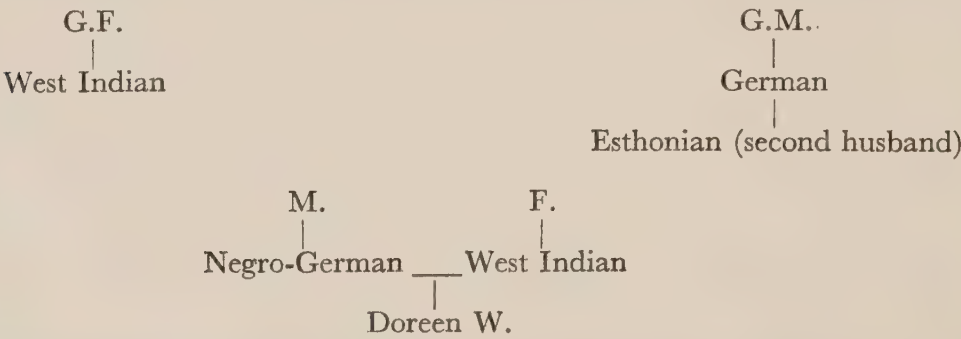 G.F. G.M.
West Indian German
Esthonian (second husband)
M. F.
Negro-German West Indian
Doreen W.